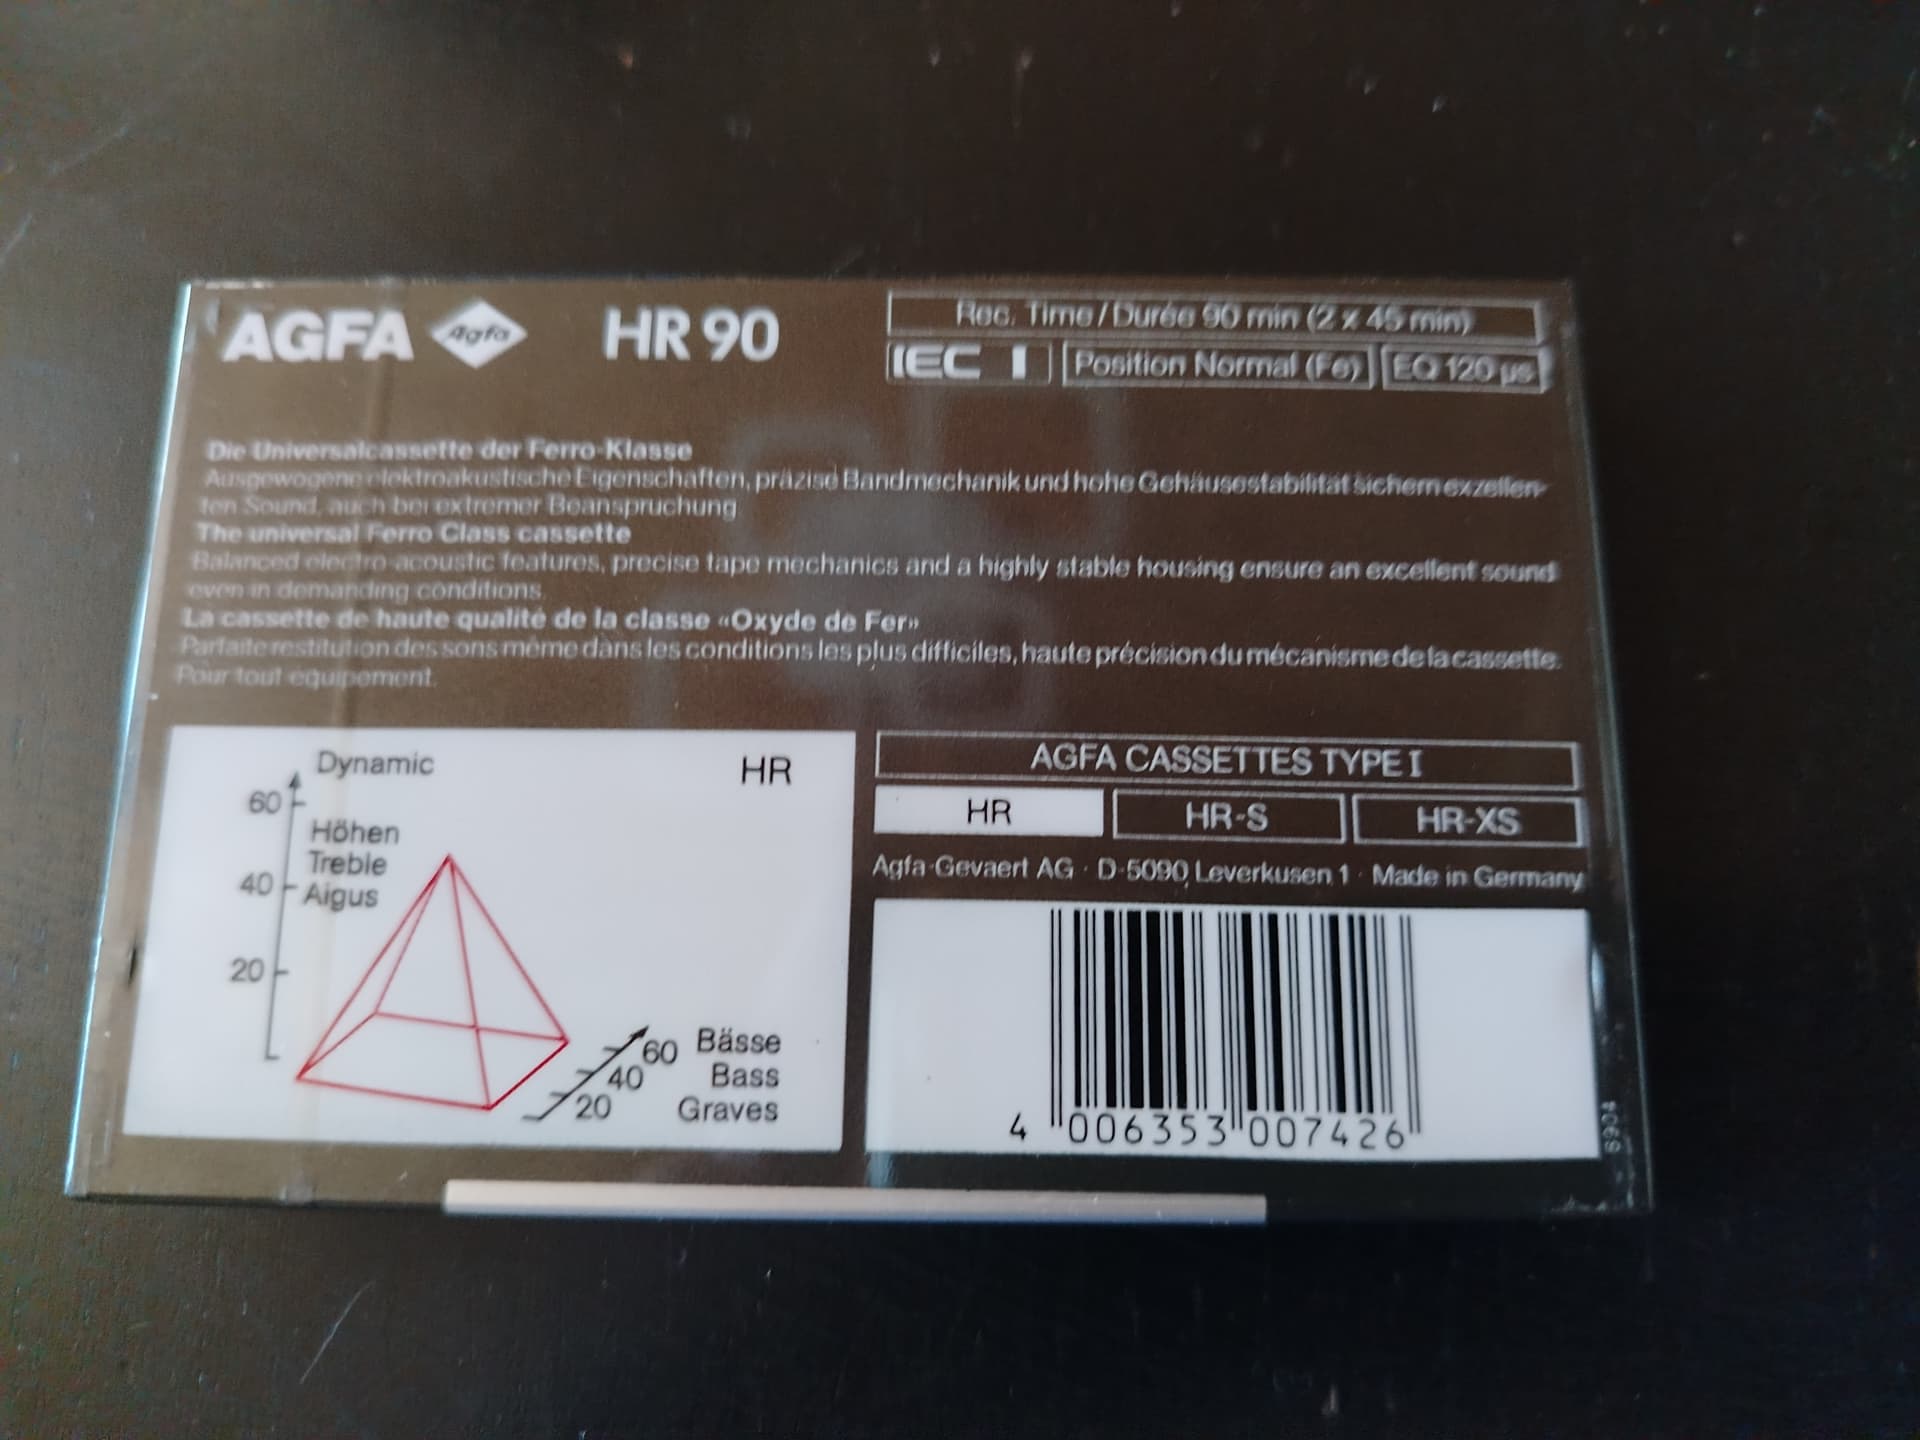 AGFA Agfa HR 90
Rec. Time / Durée 90 min (2 x 45 min)
IEC I Position Normal (Fe) EQ 120 µs
Die Universalcassette der Ferro-Klasse
Ausgewogene elektroakustische Eigenschaften, präzise Bandmechanik und hohe Gehäusestabilität sichern exzellen-
ten Sound, auch bei extremer Beanspruchung.
The universal Ferro Class cassette
Balanced electro-acoustic features, precise tape mechanics and a highly stable housing ensure an excellent sound
even in demanding conditions.
La cassette de haute qualité de la classe «Oxyde de Fer»
Parfaite restitution des sons même dans les conditions les plus difficiles, haute précision du mécanisme de la cassette.
Pour tout équipement.
Dynamic
HR
60
Höhen
Treble
40
Aigus
20
60 Bässe
40 Bass
20 Graves
AGFA CASSETTES TYPE I
HR HR-S HR-XS
Agfa-Gevaert AG · D-5090 Leverkusen 1 · Made in Germany
4 006353 007426
8904